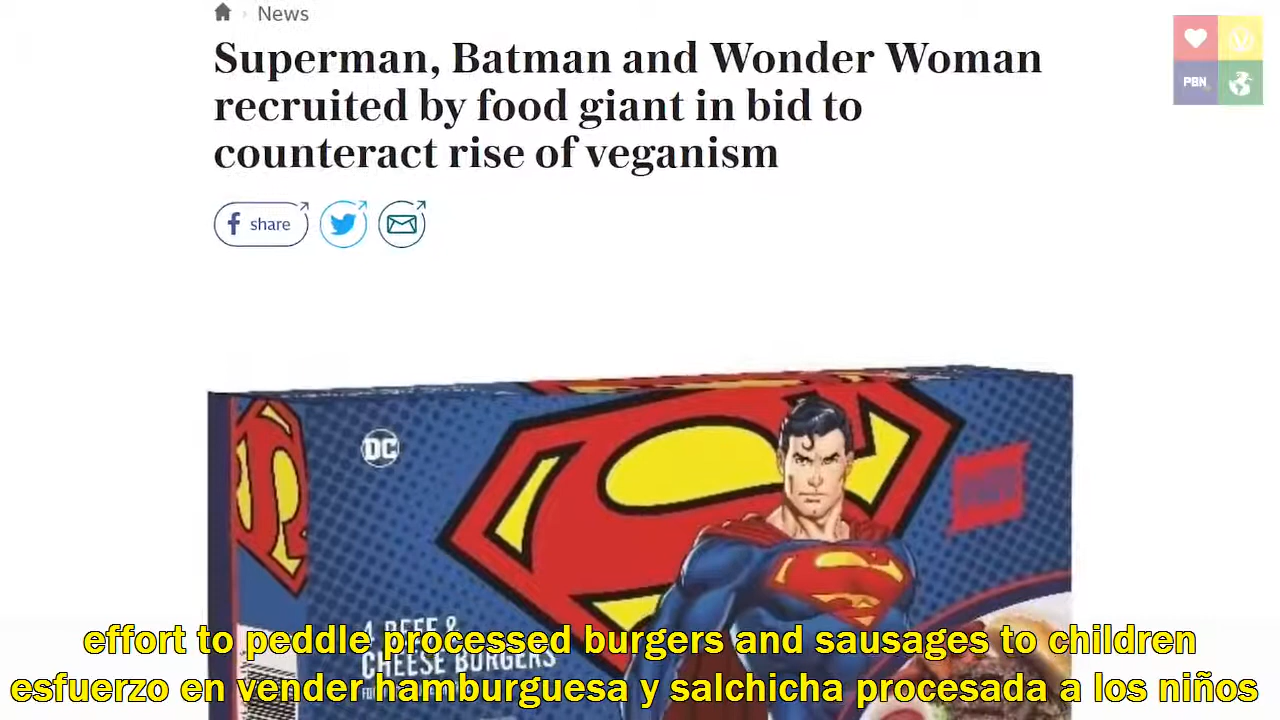 News
Superman, Batman and Wonder Woman
recruited by food giant in bid to
counteract rise of veganism
share
PBN
DC
4 BEEF &
CHEESE BURGERS
effort to peddle processed burgers and sausages to children
esfuerzo en vender hamburguesa y salchicha procesada a los niños